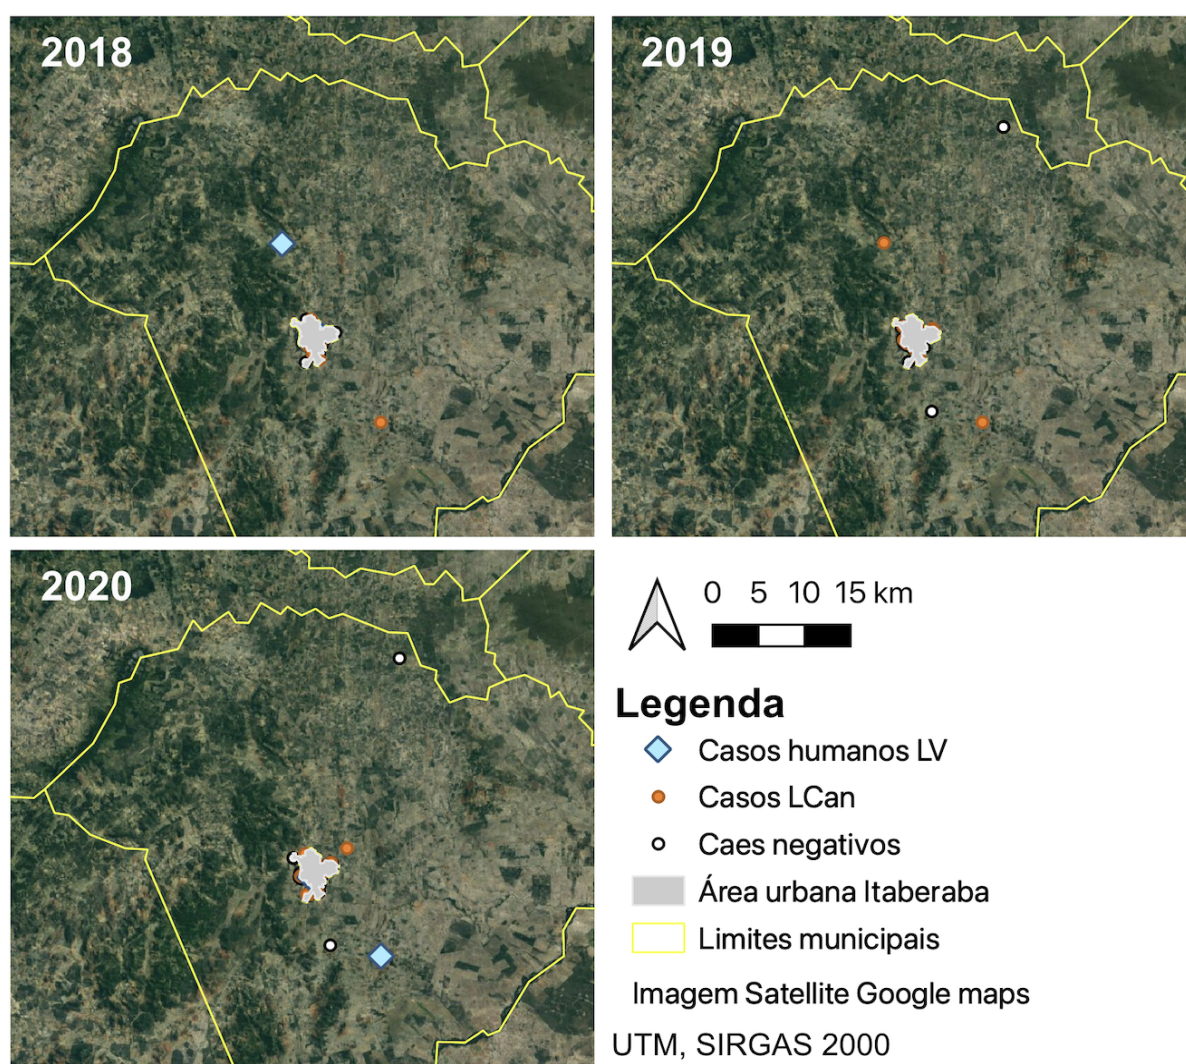 2018
2019
2020
0 5 10 15 km
Legenda
Casos humanos LV
Casos LCan
Caes negativos
Área urbana Itaberaba
Limites municipais
Imagem Satellite Google maps
UTM, SIRGAS 2000